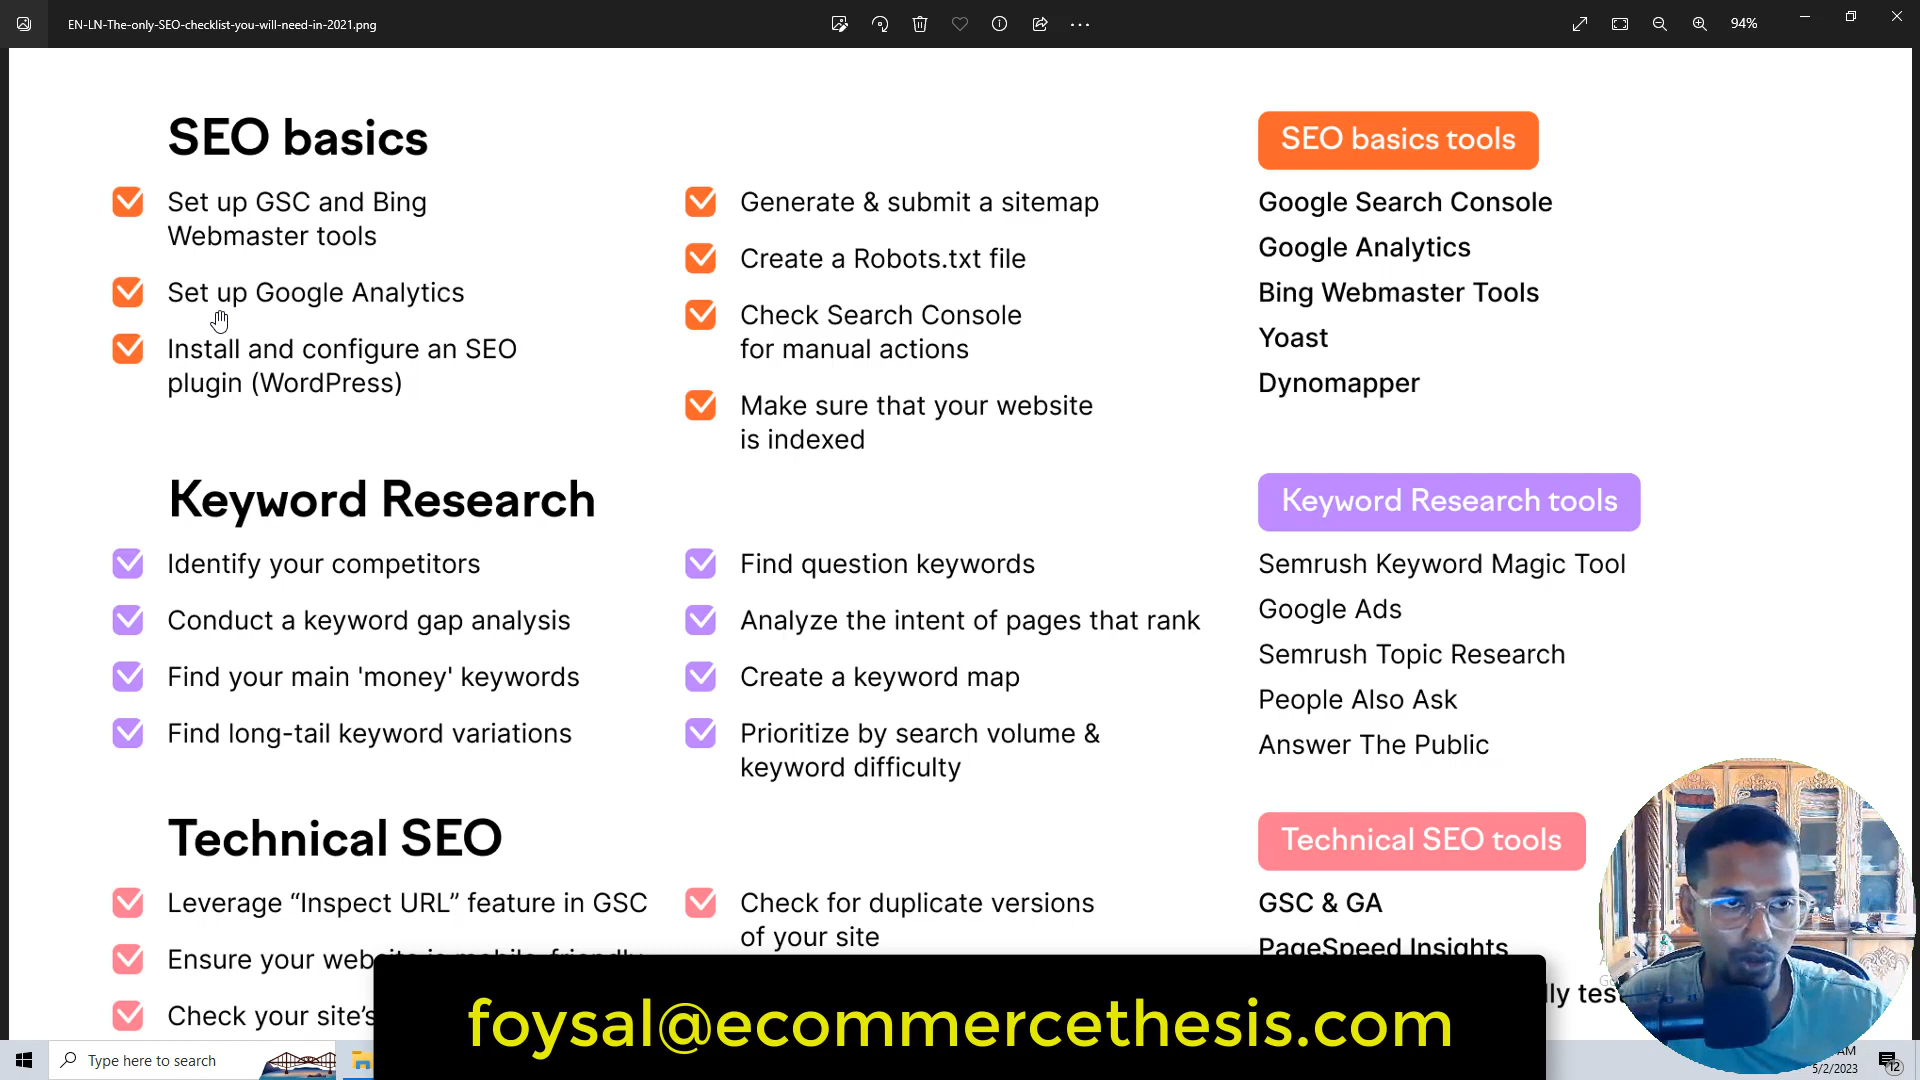 EN-LN-The-only-SEO-checklist-you-will-need-in-2021.png
94%
SEO basics
Set up GSC and Bing
Webmaster tools
Set up Google Analytics
Install and configure an SEO
plugin (WordPress)
Generate & submit a sitemap
Create a Robots.txt file
Check Search Console
for manual actions
Make sure that your website
is indexed
SEO basics tools
Google Search Console
Google Analytics
Bing Webmaster Tools
Yoast
Dynomapper
Keyword Research
Identify your competitors
Conduct a keyword gap analysis
Find your main 'money' keywords
Find long-tail keyword variations
Find question keywords
Analyze the intent of pages that rank
Create a keyword map
Prioritize by search volume &
keyword difficulty
Keyword Research tools
Semrush Keyword Magic Tool
Google Ads
Semrush Topic Research
People Also Ask
Answer The Public
Technical SEO
Leverage “Inspect URL” feature in GSC
Ensure your website is mobile-friendly
Check your site's
Check for duplicate versions
of your site
Technical SEO tools
GSC & GA
PageSpeed Insights
foysal@ecommercethesis.com
Type here to search
AM
5/2/2023
12